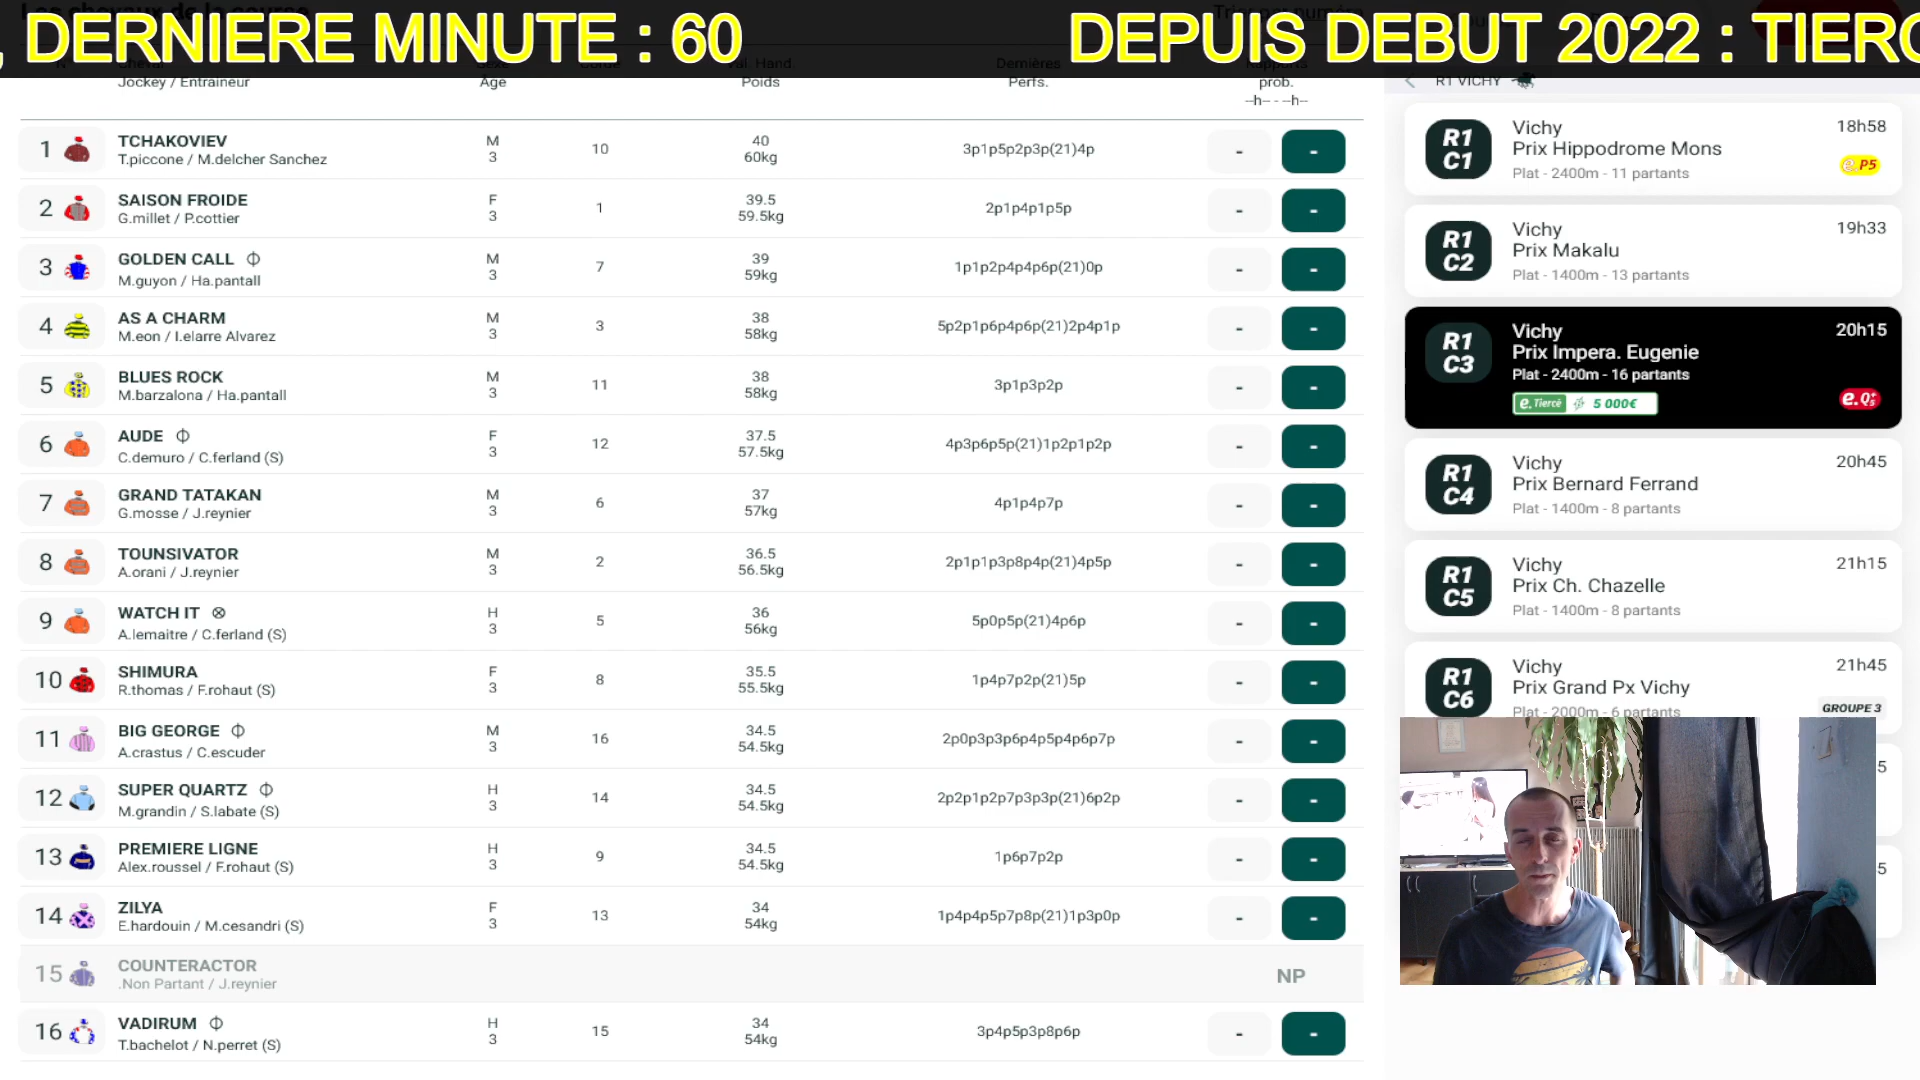 , DERNIERE MINUTE : 60
DEPUIS DEBUT 2022 : TIERC
Jockey / Entraineur
Age
Poids
Dernières
Perfs.
prob.
--h-- - --h--
1
TCHAKOVIEV
T.piccone / M.delcher Sanchez
M
3
10
40
60kg
3p1p5p2p3p(21)4p
-
-
2
SAISON FROIDE
G.millet / P.cottier
F
3
1
39.5
59.5kg
2p1p4p1p5p
-
-
3
GOLDEN CALL
M.guyon / Ha.pantall
M
3
7
39
59kg
1p1p2p4p4p6p(21)0p
-
-
4
AS A CHARM
M.eon / I.elarre Alvarez
M
3
3
38
58kg
5p2p1p6p4p6p(21)2p4p1p
-
-
5
BLUES ROCK
M.barzalona / Ha.pantall
M
3
11
38
58kg
3p1p3p2p
-
-
6
AUDE
C.demuro / C.ferland (S)
F
3
12
37.5
57.5kg
4p3p6p5p(21)1p2p1p2p
-
-
7
GRAND TATAKAN
G.mosse / J.reynier
M
3
6
37
57kg
4p1p4p7p
-
-
8
TOUNSIVATOR
A.orani / J.reynier
M
3
2
36.5
56.5kg
2p1p1p3p8p4p(21)4p5p
-
-
9
WATCH IT
A.lemaitre / C.ferland (S)
H
3
5
36
56kg
5p0p5p(21)4p6p
-
-
10
SHIMURA
R.thomas / F.rohaut (S)
F
3
8
35.5
55.5kg
1p4p7p2p(21)5p
-
-
11
BIG GEORGE
A.crastus / C.escuder
M
3
16
34.5
54.5kg
2p0p3p3p6p4p5p4p6p7p
-
-
12
SUPER QUARTZ
M.grandin / S.labate (S)
H
3
14
34.5
54.5kg
2p2p1p2p7p3p3p(21)6p2p
-
-
13
PREMIERE LIGNE
Alex.roussel / F.rohaut (S)
H
3
9
34.5
54.5kg
1p6p7p2p
-
-
14
ZILYA
E.hardouin / M.cesandri (S)
F
3
13
34
54kg
1p4p4p5p7p8p(21)1p3p0p
-
-
15
COUNTERACTOR
.Non Partant / J.reynier
NP
16
VADIRUM
T.bachelot / N.perret (S)
H
3
15
34
54kg
3p4p5p3p8p6p
-
-
R1 VICHY
R1
C1
Vichy
Prix Hippodrome Mons
Plat - 2400m - 11 partants
18h58
e.P5
R1
C2
Vichy
Prix Makalu
Plat - 1400m - 13 partants
19h33
R1
C3
Vichy
Prix Impera. Eugenie
Plat - 2400m - 16 partants
e.Tiercé 5 000€
20h15
e.Q+5
R1
C4
Vichy
Prix Bernard Ferrand
Plat - 1400m - 8 partants
20h45
R1
C5
Vichy
Prix Ch. Chazelle
Plat - 1400m - 8 partants
21h15
R1
C6
Vichy
Prix Grand Px Vichy
Plat - 2000m - 6 partants
21h45
GROUPE 3
5
5